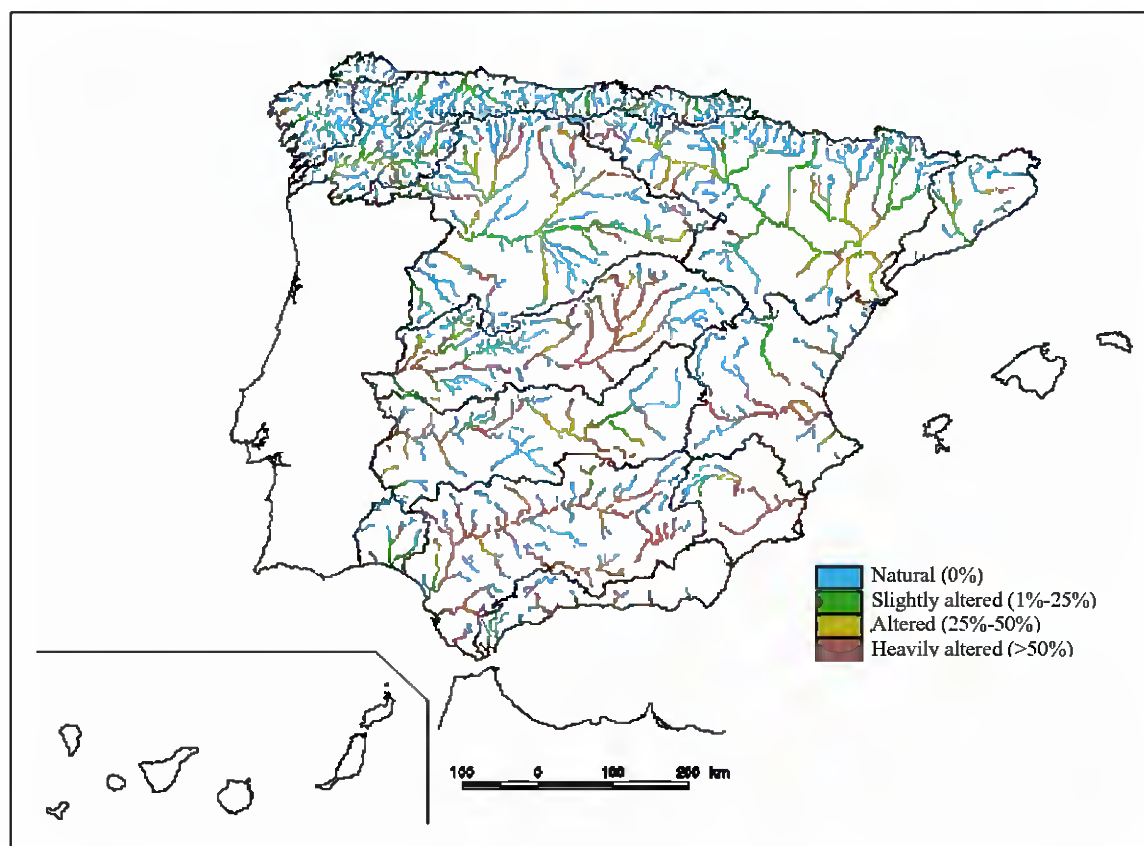 Natural (0%)
Slightly altered (1%-25%)
Altered (25%-50%)
Heavily altered (>50%)
100 0 100 200 km